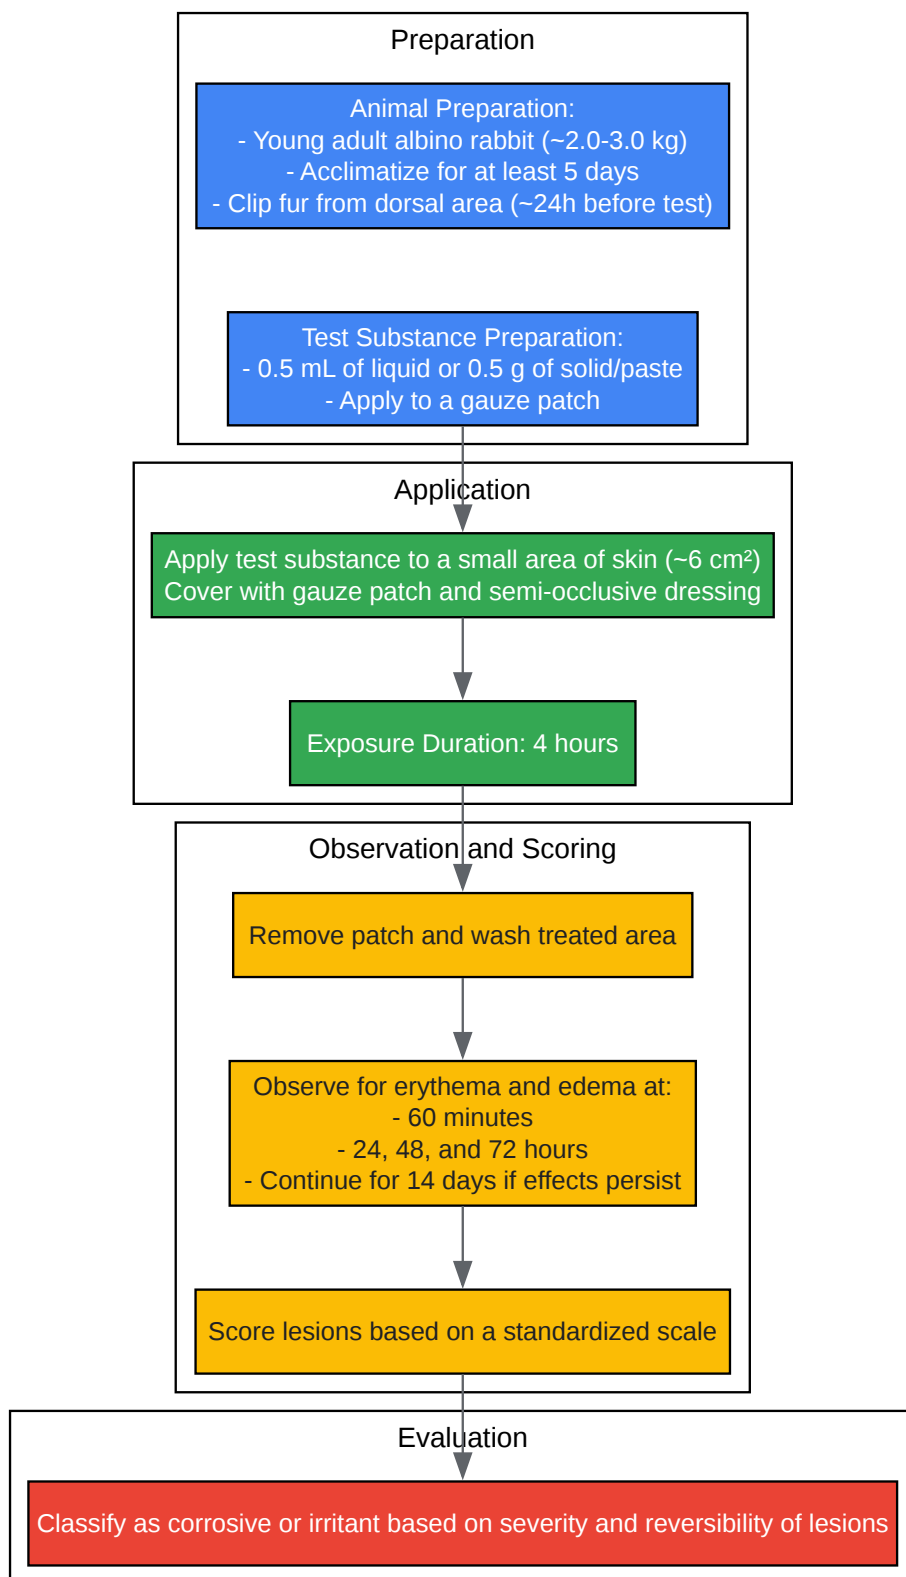 Preparation
Animal Preparation:
- Young adult albino rabbit (~2.0-3.0 kg)
- Acclimatize for at least 5 days
- Clip fur from dorsal area (~24h before test)
Test Substance Preparation:
- 0.5 mL of liquid or 0.5 g of solid/paste
- Apply to a gauze patch
Application
Apply test substance to a small area of skin (~6 cm²)
Cover with gauze patch and semi-occlusive dressing
Exposure Duration: 4 hours
Observation and Scoring
Remove patch and wash treated area
Observe for erythema and edema at:
- 60 minutes
- 24, 48, and 72 hours
- Continue for 14 days if effects persist
Score lesions based on a standardized scale
Evaluation
Classify as corrosive or irritant based on severity and reversibility of lesions